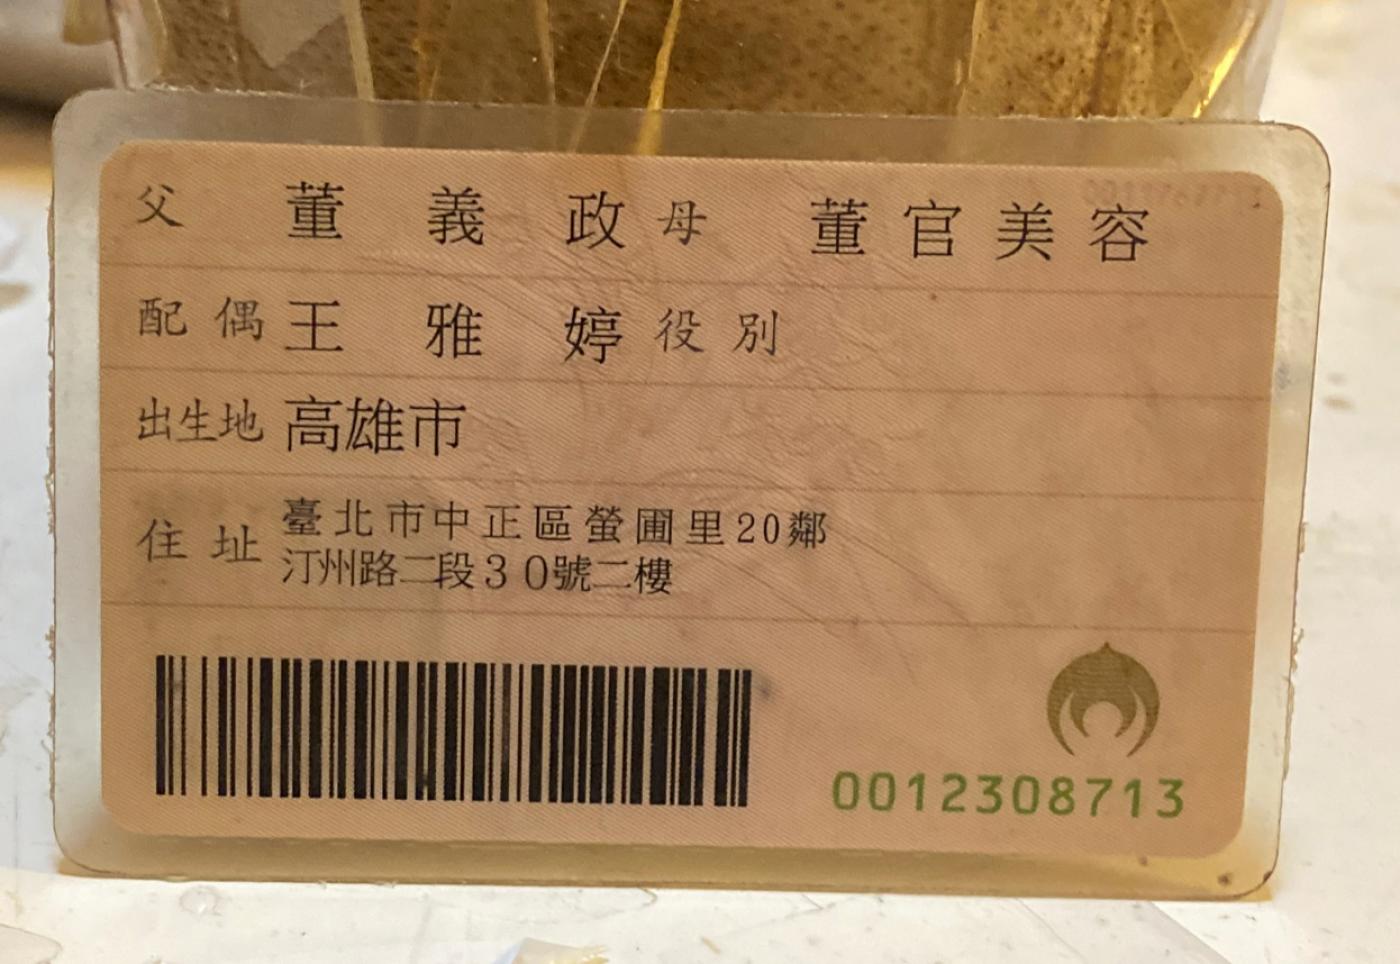 父 董義政 母 董官美容
配偶 王雅婷 役別
出生地 高雄市
住址 臺北市中正區螢圃里20鄰
汀州路二段30號二樓
0012308713